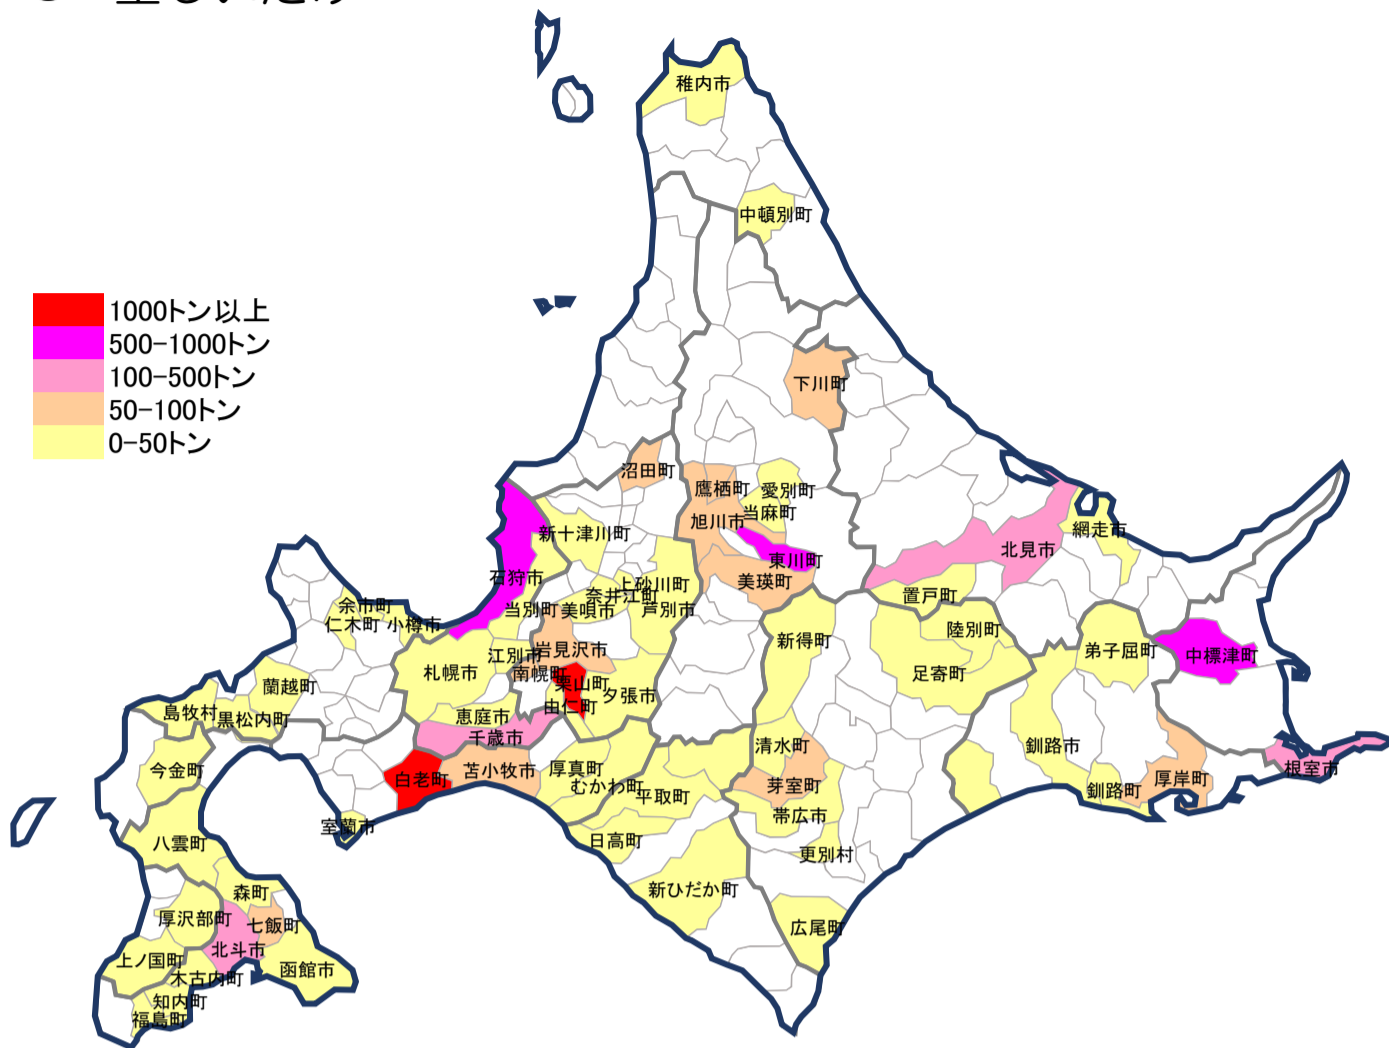 生しいたけ
稚内市
中頓別町
1000トン以上
500-1000トン
100-500トン
50-100トン
0-50トン
下川町
沼田町
鷹栖町
愛別町
当麻町
旭川市
新十津川町
網走市
北見市
東川町
石狩市
美瑛町
上砂川町
奈井江町
置戸町
余市町
当別町
美唄市
芦別市
仁木町
小樽市
陸別町
新得町
岩見沢市
江別市
弟子屈町
中標津町
札幌市
南幌町
栗山町
足寄町
蘭越町
夕張市
由仁町
島牧村
黒松内町
恵庭市
千歳市
清水町
釧路市
今金町
白老町
苫小牧市
厚真町
むかわ町
平取町
芽室町
釧路町
厚岸町
根室市
帯広市
室蘭市
八雲町
日高町
更別村
森町
新ひだか町
厚沢部町
七飯町
広尾町
北斗市
上ノ国町
函館市
木古内町
知内町
福島町